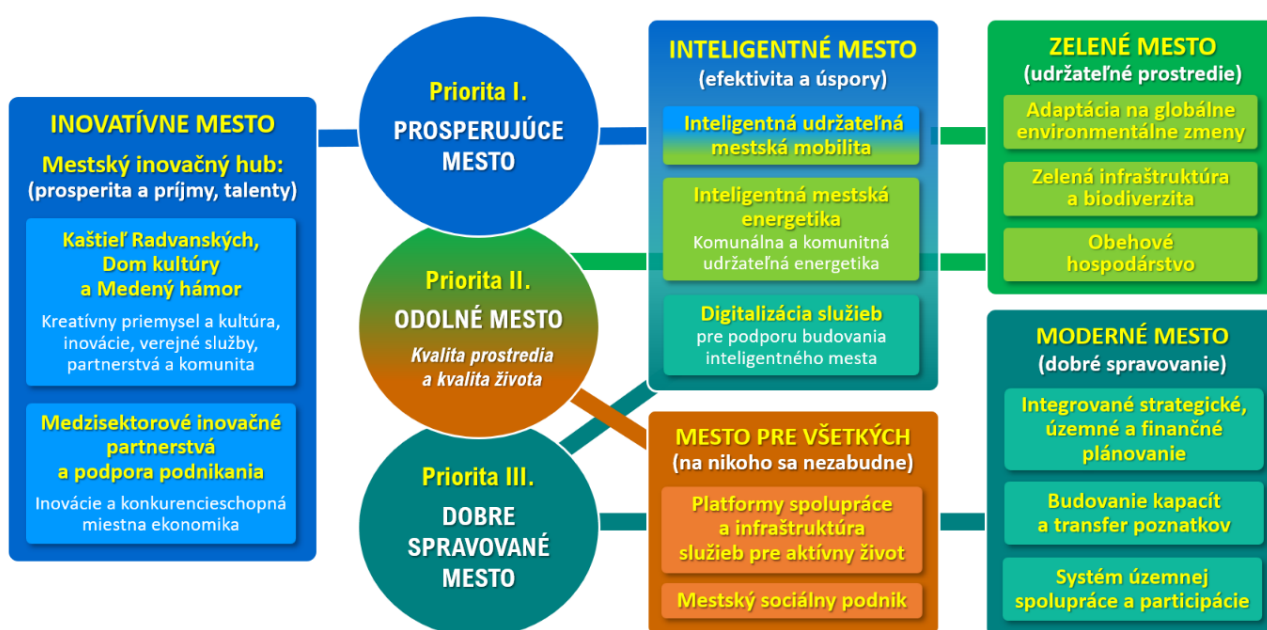 INOVATÍVNE MESTO
Mestský inovačný hub:
(prosperita a príjmy, talenty)
Kaštieľ Radvanských,
Dom kultúry
a Medený hámor
Kreatívny priemysel a kultúra,
inovácie, verejné služby,
partnerstvá a komunita
Medzisektorové inovačné
partnerstvá
a podpora podnikania
Inovácie a konkurencieschopná
miestna ekonomika
Priorita I.
PROSPERUJÚCE
MESTO
Priorita II.
ODOLNÉ MESTO
Kvalita prostredia
a kvalita života
Priorita III.
DOBRE
SPRAVOVANÉ
MESTO
INTELIGENTNÉ MESTO
(efektivita a úspory)
Inteligentná udržateľná
mestská mobilita
Inteligentná mestská
energetika
Komunálna a komunitná
udržateľná energetika
Digitalizácia služieb
pre podporu budovania
inteligentného mesta
MESTO PRE VŠETKÝCH
(na nikoho sa nezabudne)
Platformy spolupráce
a infraštruktúra
služieb pre aktívny život
Mestský sociálny podnik
ZELENÉ MESTO
(udržateľné prostredie)
Adaptácia na globálne
environmentálne zmeny
Zelená infraštruktúra
a biodiverzita
Obehové
hospodárstvo
MODERNÉ MESTO
(dobré spravovanie)
Integrované strategické,
územné a finančné
plánovanie
Budovanie kapacít
a transfer poznatkov
Systém územnej
spolupráce a participácie